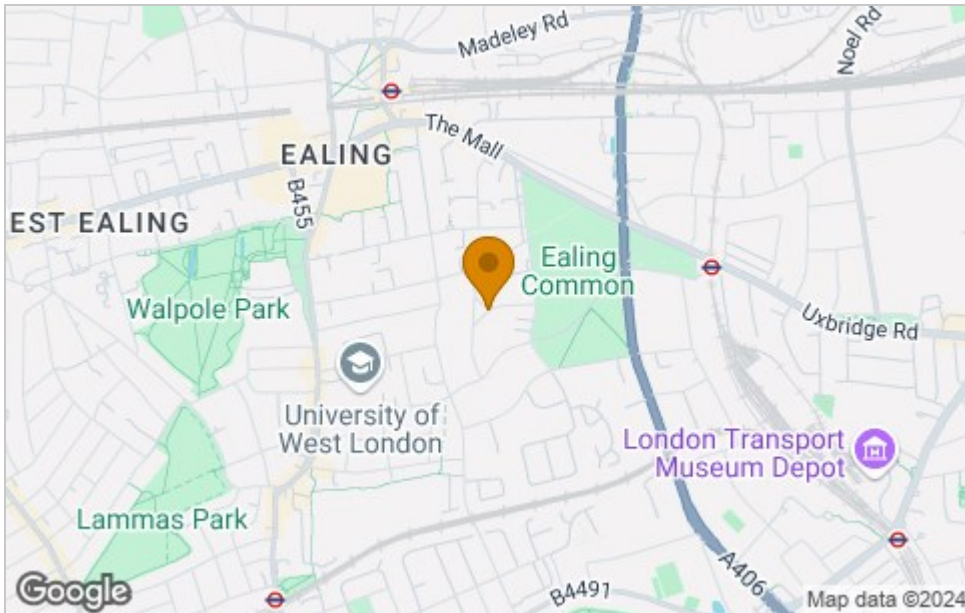 Madeley Rd
Noel Rd
The Mall
EALING
B455
EST EALING
Ealing
Common
Walpole Park
Uxbridge Rd
University of
West London
London Transport
Museum Depot
Lammas Park
A406
B4491
Google
Map data ©2024